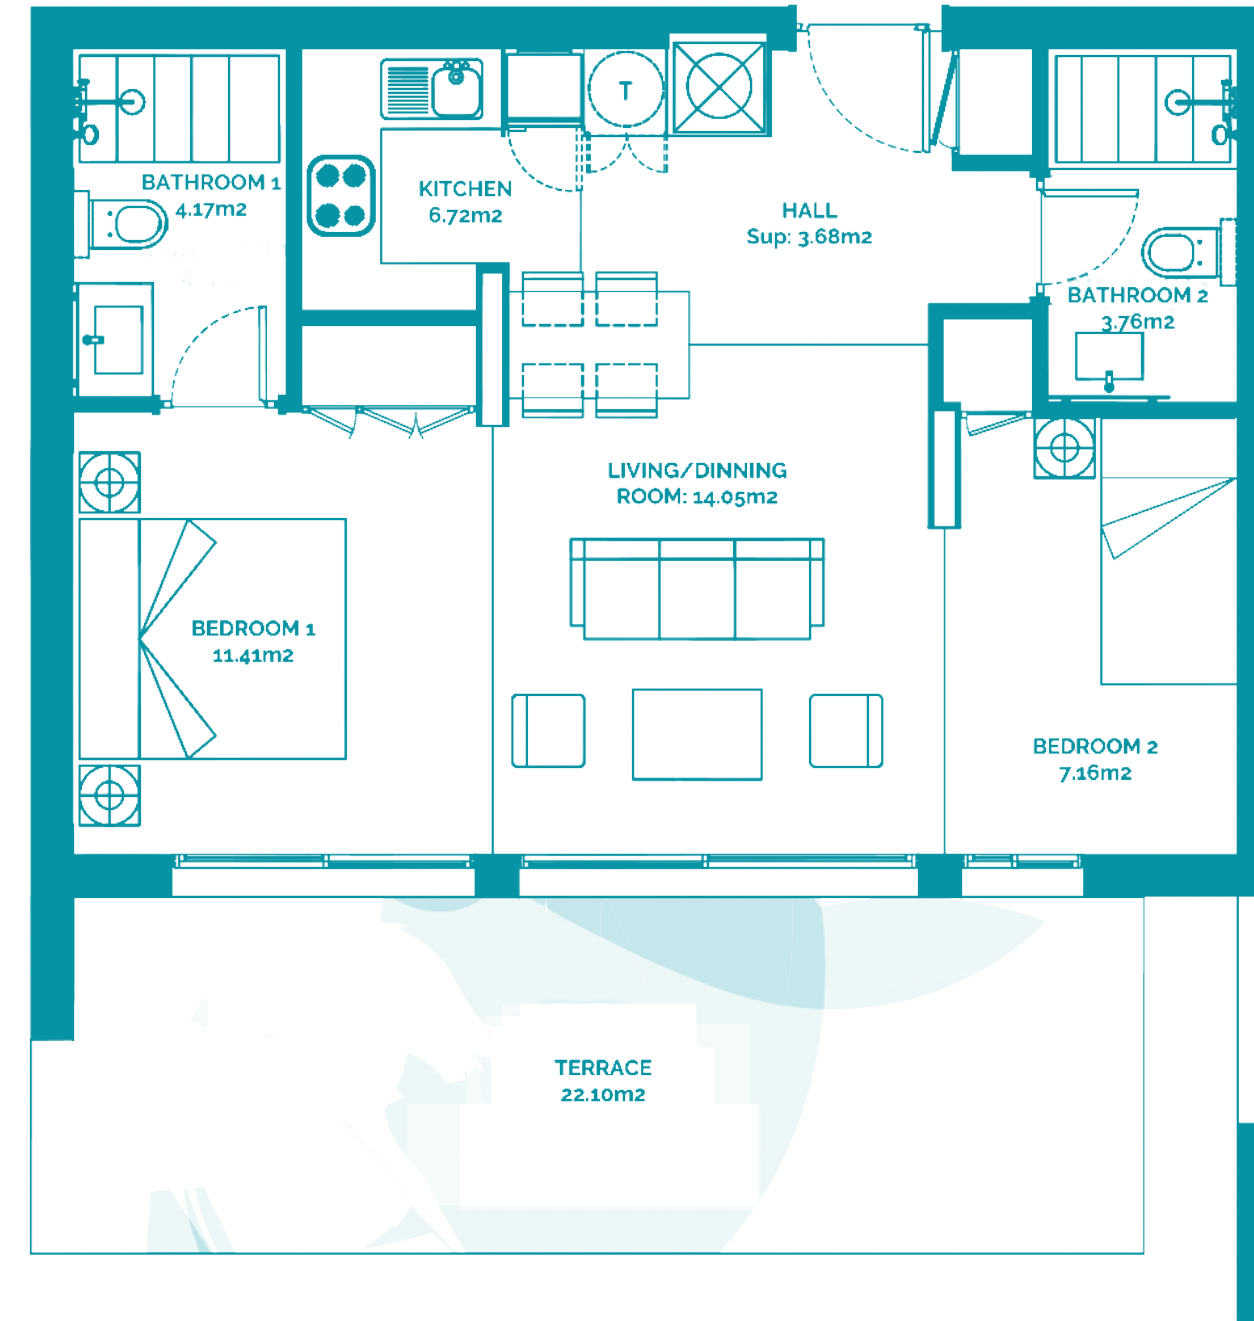 BATHROOM 1
4.17m2
KITCHEN
6.72m2
T
HALL
Sup: 3.68m2
BATHROOM 2
3.76m2
LIVING/DINNING
ROOM: 14.05m2
BEDROOM 1
11.41m2
BEDROOM 2
7.16m2
TERRACE
22.10m2